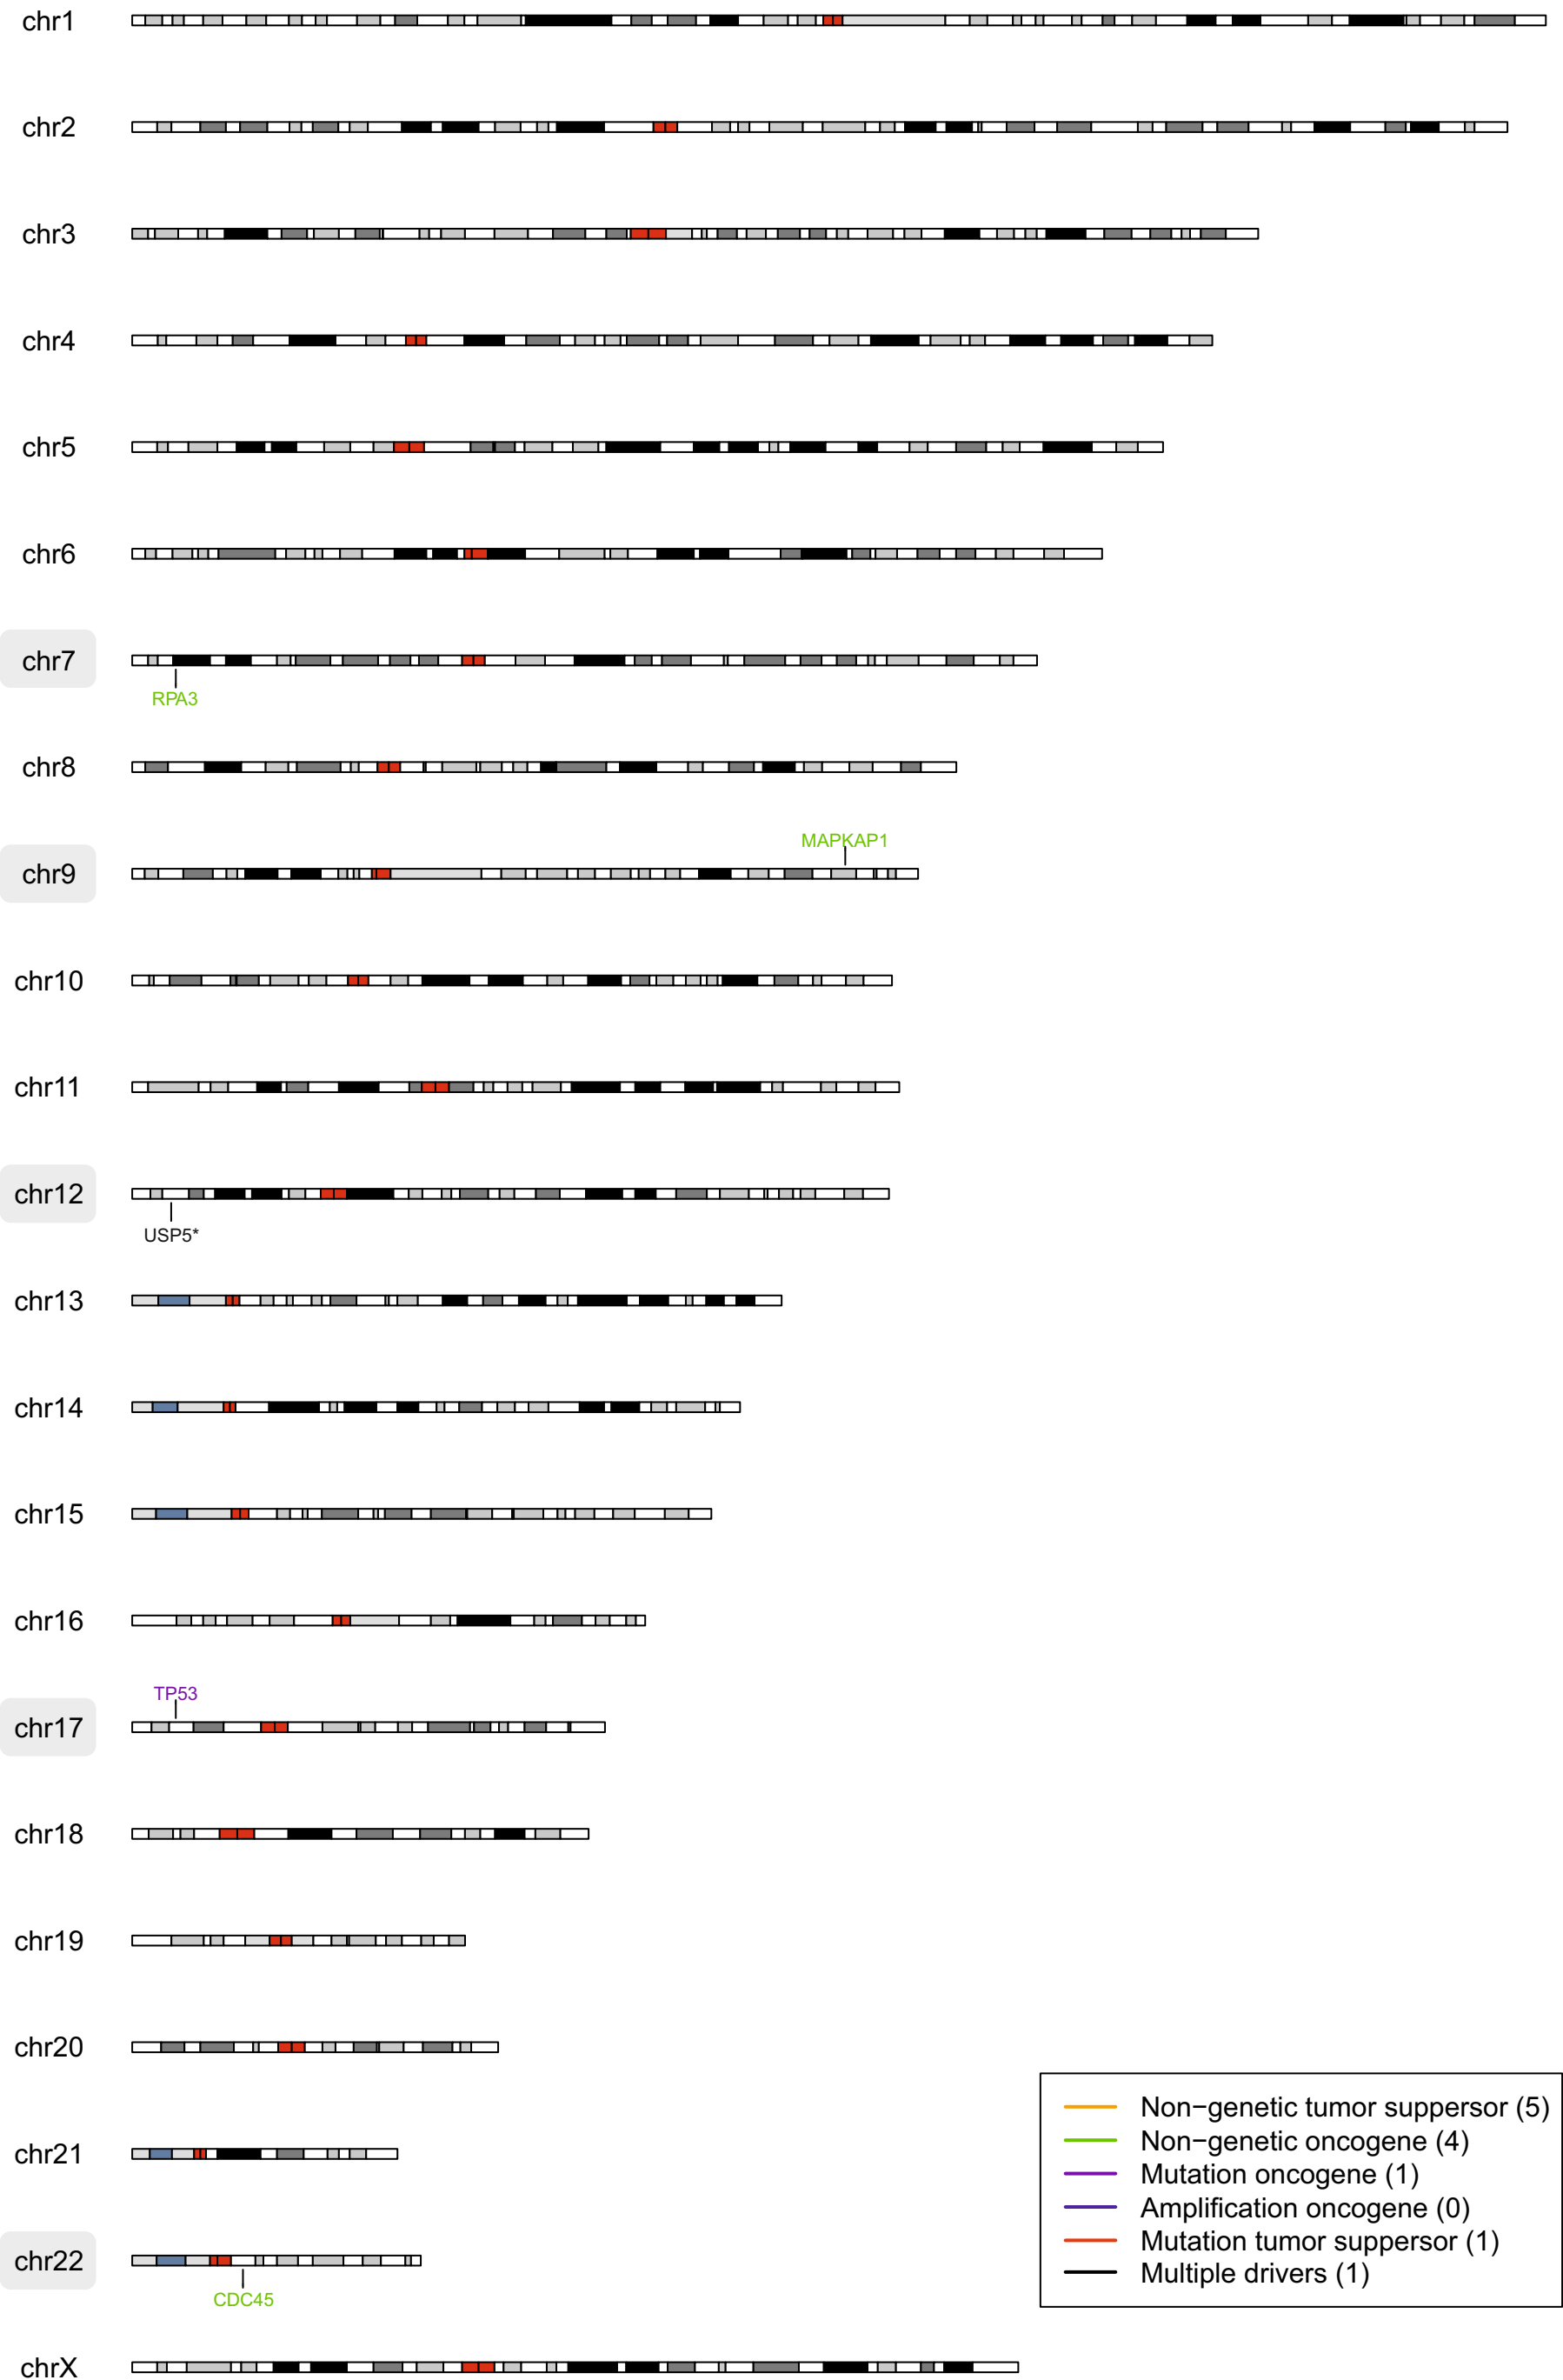 chr1
chr2
chr3
chr4
chr5
chr6
chr7
RPA3
chr8
MAPKAP1
chr9
chr10
chr11
chr12
USP5*
chr13
chr14
chr15
chr16
TP53
chr17
chr18
chr19
chr20
Non−genetic tumor suppersor (5)
Non−genetic oncogene (4)
chr21
Mutation oncogene (1)
Amplification oncogene (0)
Mutation tumor suppersor (1)
chr22
Multiple drivers (1)
CDC45
chrX